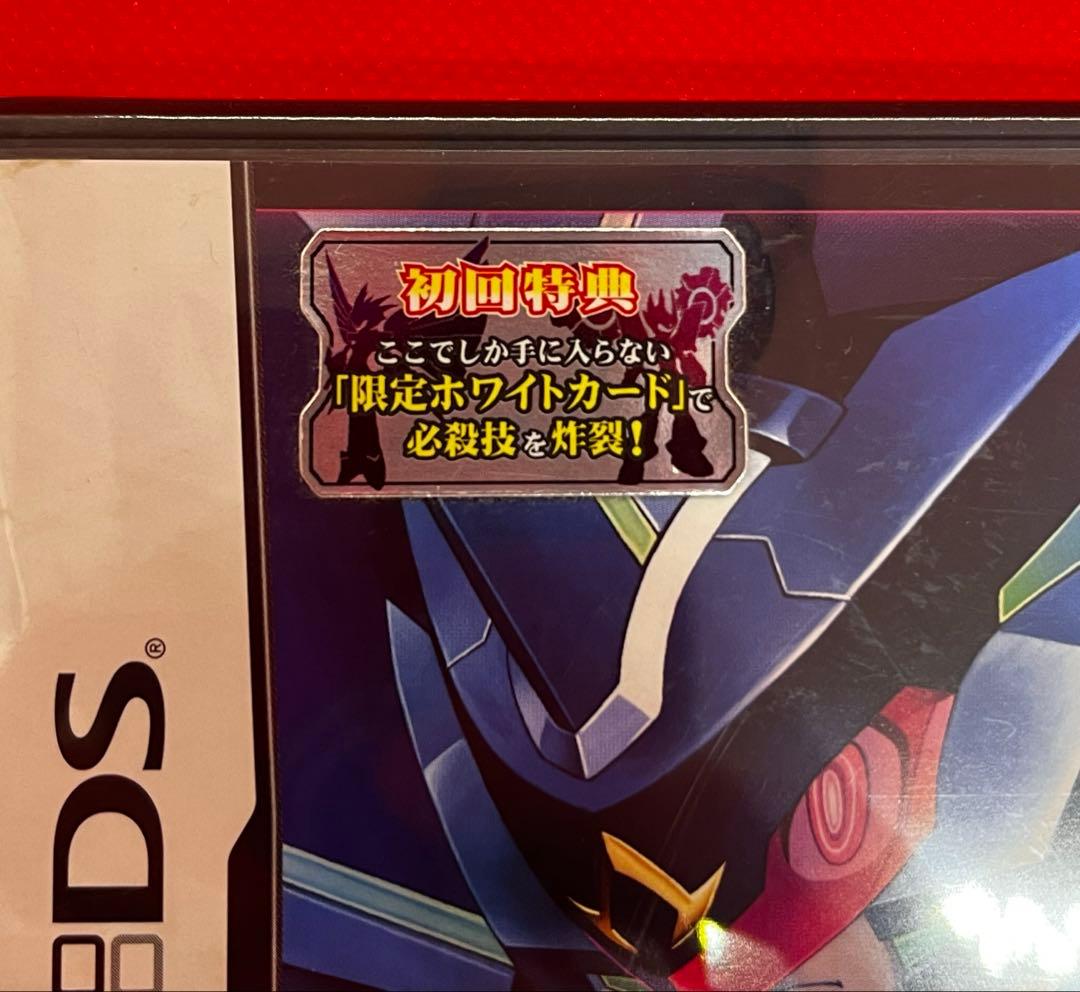 初回特典
ここでしか手に入らない
「限定ホワイトカード」で
必殺技を炸裂!
DS®